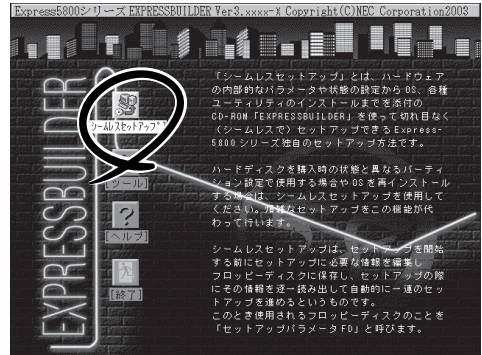 Express5800シリーズ EXPRESSBUILDER Ver3.xxxx-X Copyright(C)NEC Corporation2003
EXPRESSBUILDER
シームレスセットアップ
[ツール]
[ヘルプ]
[終了]
「シームレスセットアップ」とは、ハードウェア
の内部的なパラメータや状態の設定から OS、各種
ユーティリティのインストールまでを添付の
CD-ROM「EXPRESSBUILDER」を使って切れ目なく
（シームレスで）セットアップできる Express-
5800 シリーズ独自のセットアップ方法です。
ハードディスクを購入時の状態と異なるパーティ
ション設定で使用する場合や OS を再インストール
する場合は、シームレスセットアップを使用して
ください。煩雑なセットアップをこの機能が代
わって行います。
シームレスセットアップは、セットアップを開始
する前にセットアップに必要な情報を編集し
フロッピーディスクに保存し、セットアップの際
にその情報を逐一読み出して自動的に一連のセッ
トアップを進めるというものです。
このとき使用されるフロッピーディスクのことを
「セットアップパラメータ FD」と呼びます。